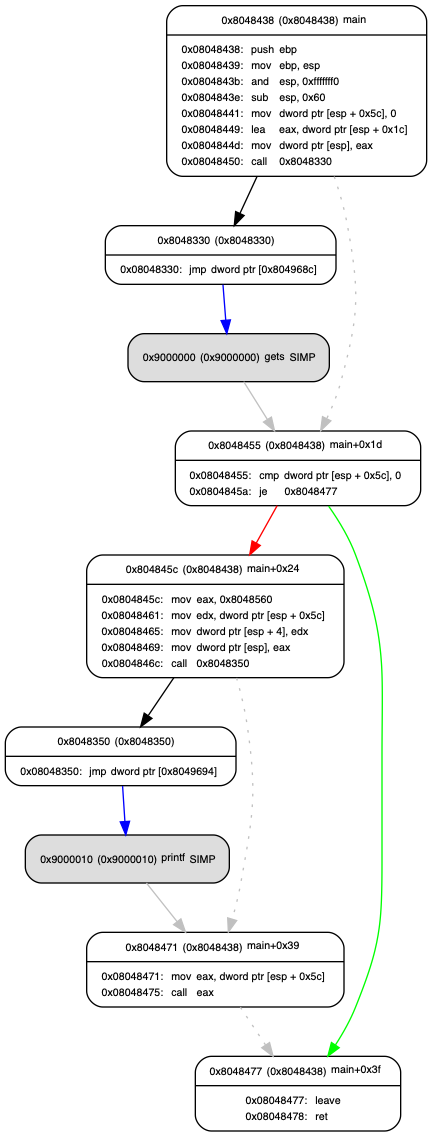 0x8048438 (0x8048438) main
0x08048438: push ebp
0x08048439: mov ebp, esp
0x0804843b: and esp, 0xfffffff0
0x0804843e: sub esp, 0x60
0x08048441: mov dword ptr [esp + 0x5c], 0
0x08048449: lea eax, dword ptr [esp + 0x1c]
0x0804844d: mov dword ptr [esp], eax
0x08048450: call 0x8048330
0x8048330 (0x8048330)
0x08048330: jmp dword ptr [0x804968c]
0x9000000 (0x9000000) gets SIMP
0x8048455 (0x8048438) main+0x1d
0x08048455: cmp dword ptr [esp + 0x5c], 0
0x0804845a: je 0x8048477
0x804845c (0x8048438) main+0x24
0x0804845c: mov eax, 0x8048560
0x08048461: mov edx, dword ptr [esp + 0x5c]
0x08048465: mov dword ptr [esp + 4], edx
0x08048469: mov dword ptr [esp], eax
0x0804846c: call 0x8048350
0x8048350 (0x8048350)
0x08048350: jmp dword ptr [0x8049694]
0x9000010 (0x9000010) printf SIMP
0x8048471 (0x8048438) main+0x39
0x08048471: mov eax, dword ptr [esp + 0x5c]
0x08048475: call eax
0x8048477 (0x8048438) main+0x3f
0x08048477: leave
0x08048478: ret